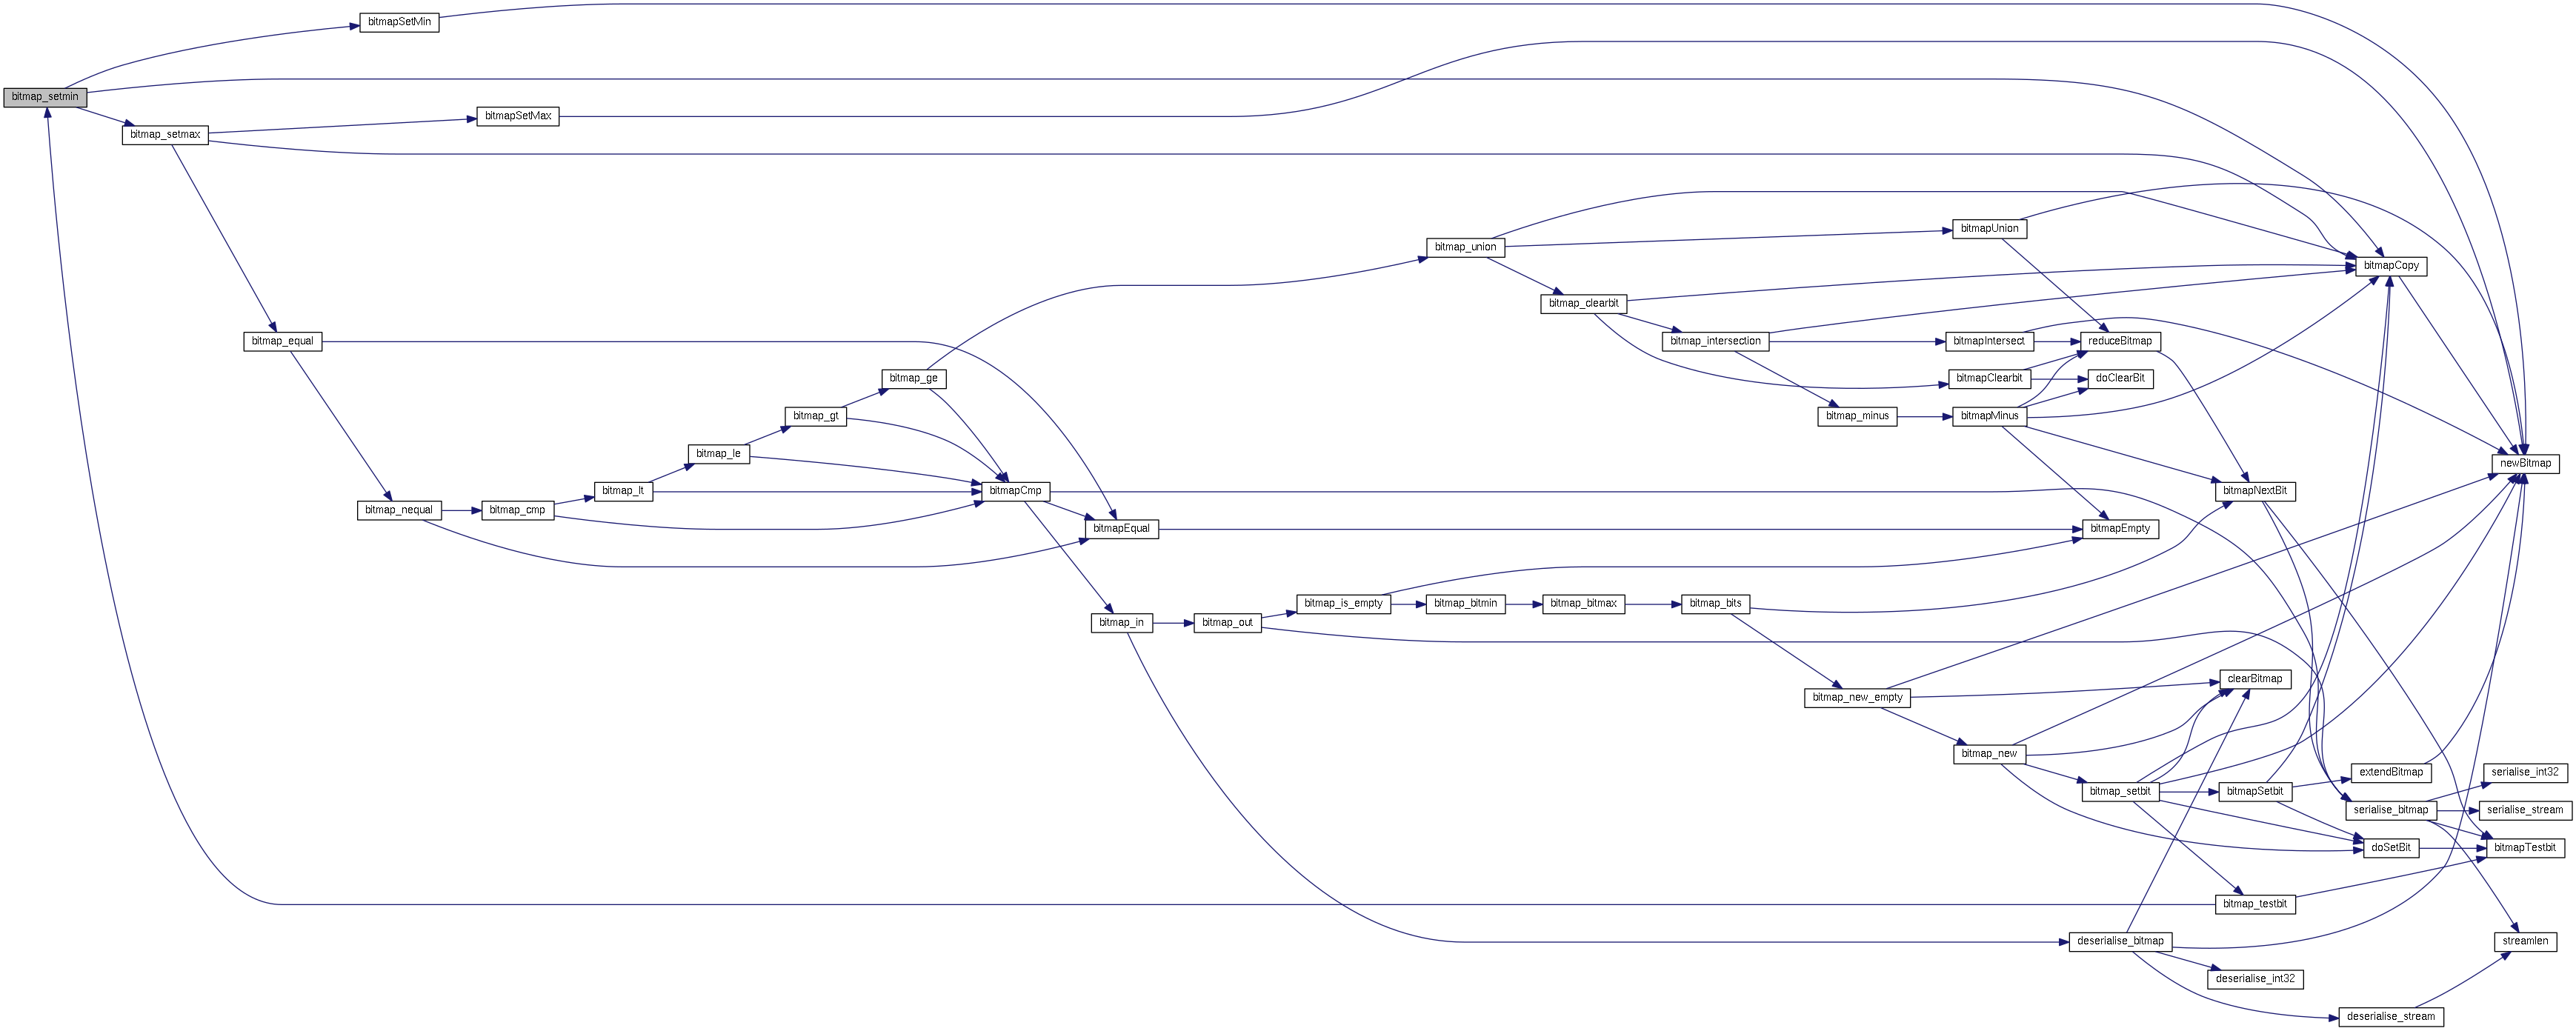 bitmapSetMin
bitmap_setmin
bitmapSetMax
bitmap_setmax
bitmapUnion
bitmap_union
bitmapCopy
bitmap_clearbit
bitmap_equal
bitmap_intersection
bitmapIntersect
reduceBitmap
bitmap_ge
bitmapClearbit
doClearBit
bitmap_gt
bitmap_minus
bitmapMinus
bitmap_le
newBitmap
bitmap_lt
bitmapCmp
bitmapNextBit
bitmap_nequal
bitmap_cmp
bitmapEqual
bitmapEmpty
bitmap_is_empty
bitmap_bitmin
bitmap_bitmax
bitmap_bits
bitmap_in
bitmap_out
clearBitmap
bitmap_new_empty
bitmap_new
extendBitmap
serialise_int32
bitmap_setbit
bitmapSetbit
serialise_bitmap
serialise_stream
doSetBit
bitmapTestbit
bitmap_testbit
deserialise_bitmap
streamlen
deserialise_int32
deserialise_stream